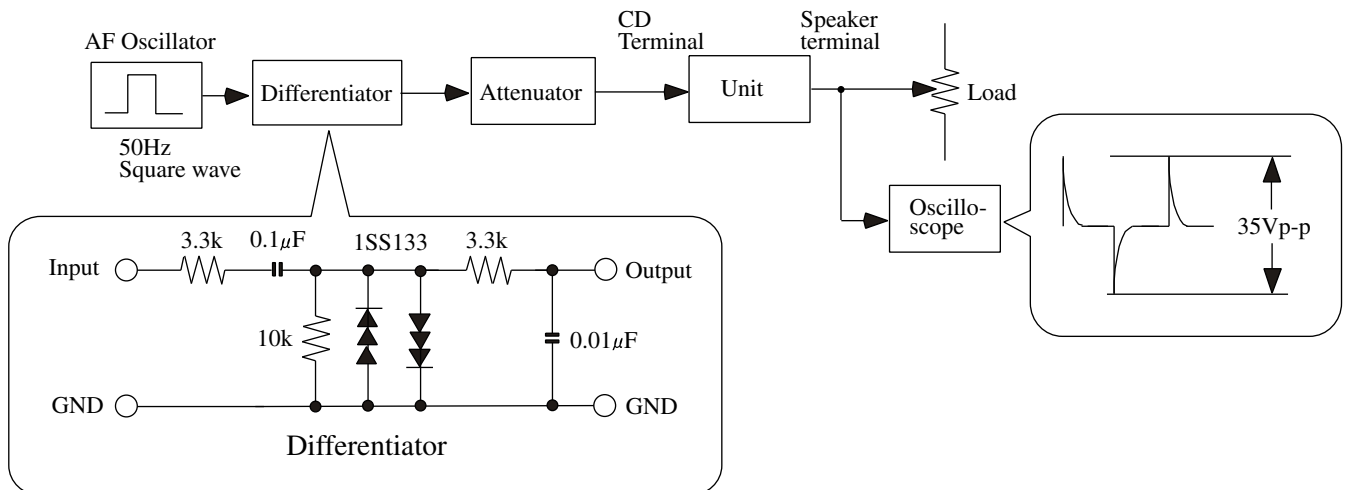 AF Oscillator
50Hz
Square wave
Differentiator
Attenuator
CD
Terminal
Unit
Speaker
terminal
Load
Oscillo-
scope
35Vp-p
Input
3.3k
0.1μF
1SS133
3.3k
Output
10k
0.01μF
GND
GND
Differentiator